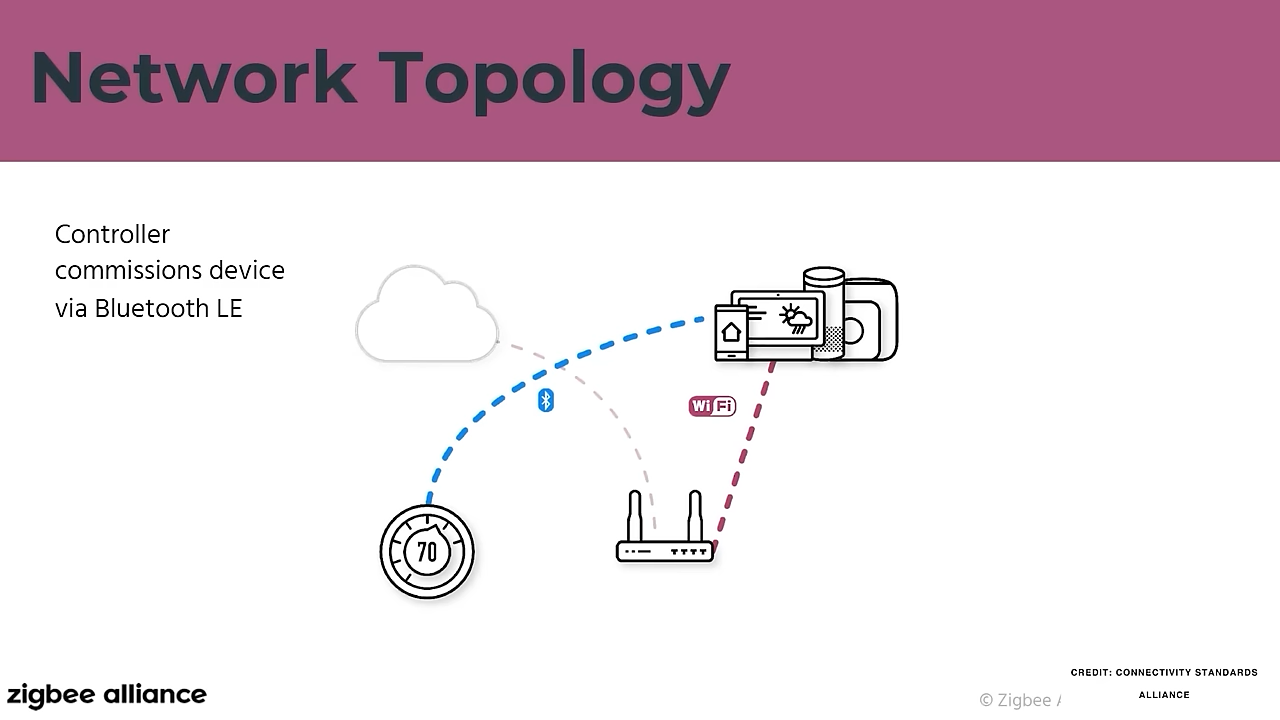 Network Topology
Controller
commissions device
via Bluetooth LE
WiFi
70
zigbee alliance
© Zigbee
CREDIT: CONNECTIVITY STANDARDS
ALLIANCE